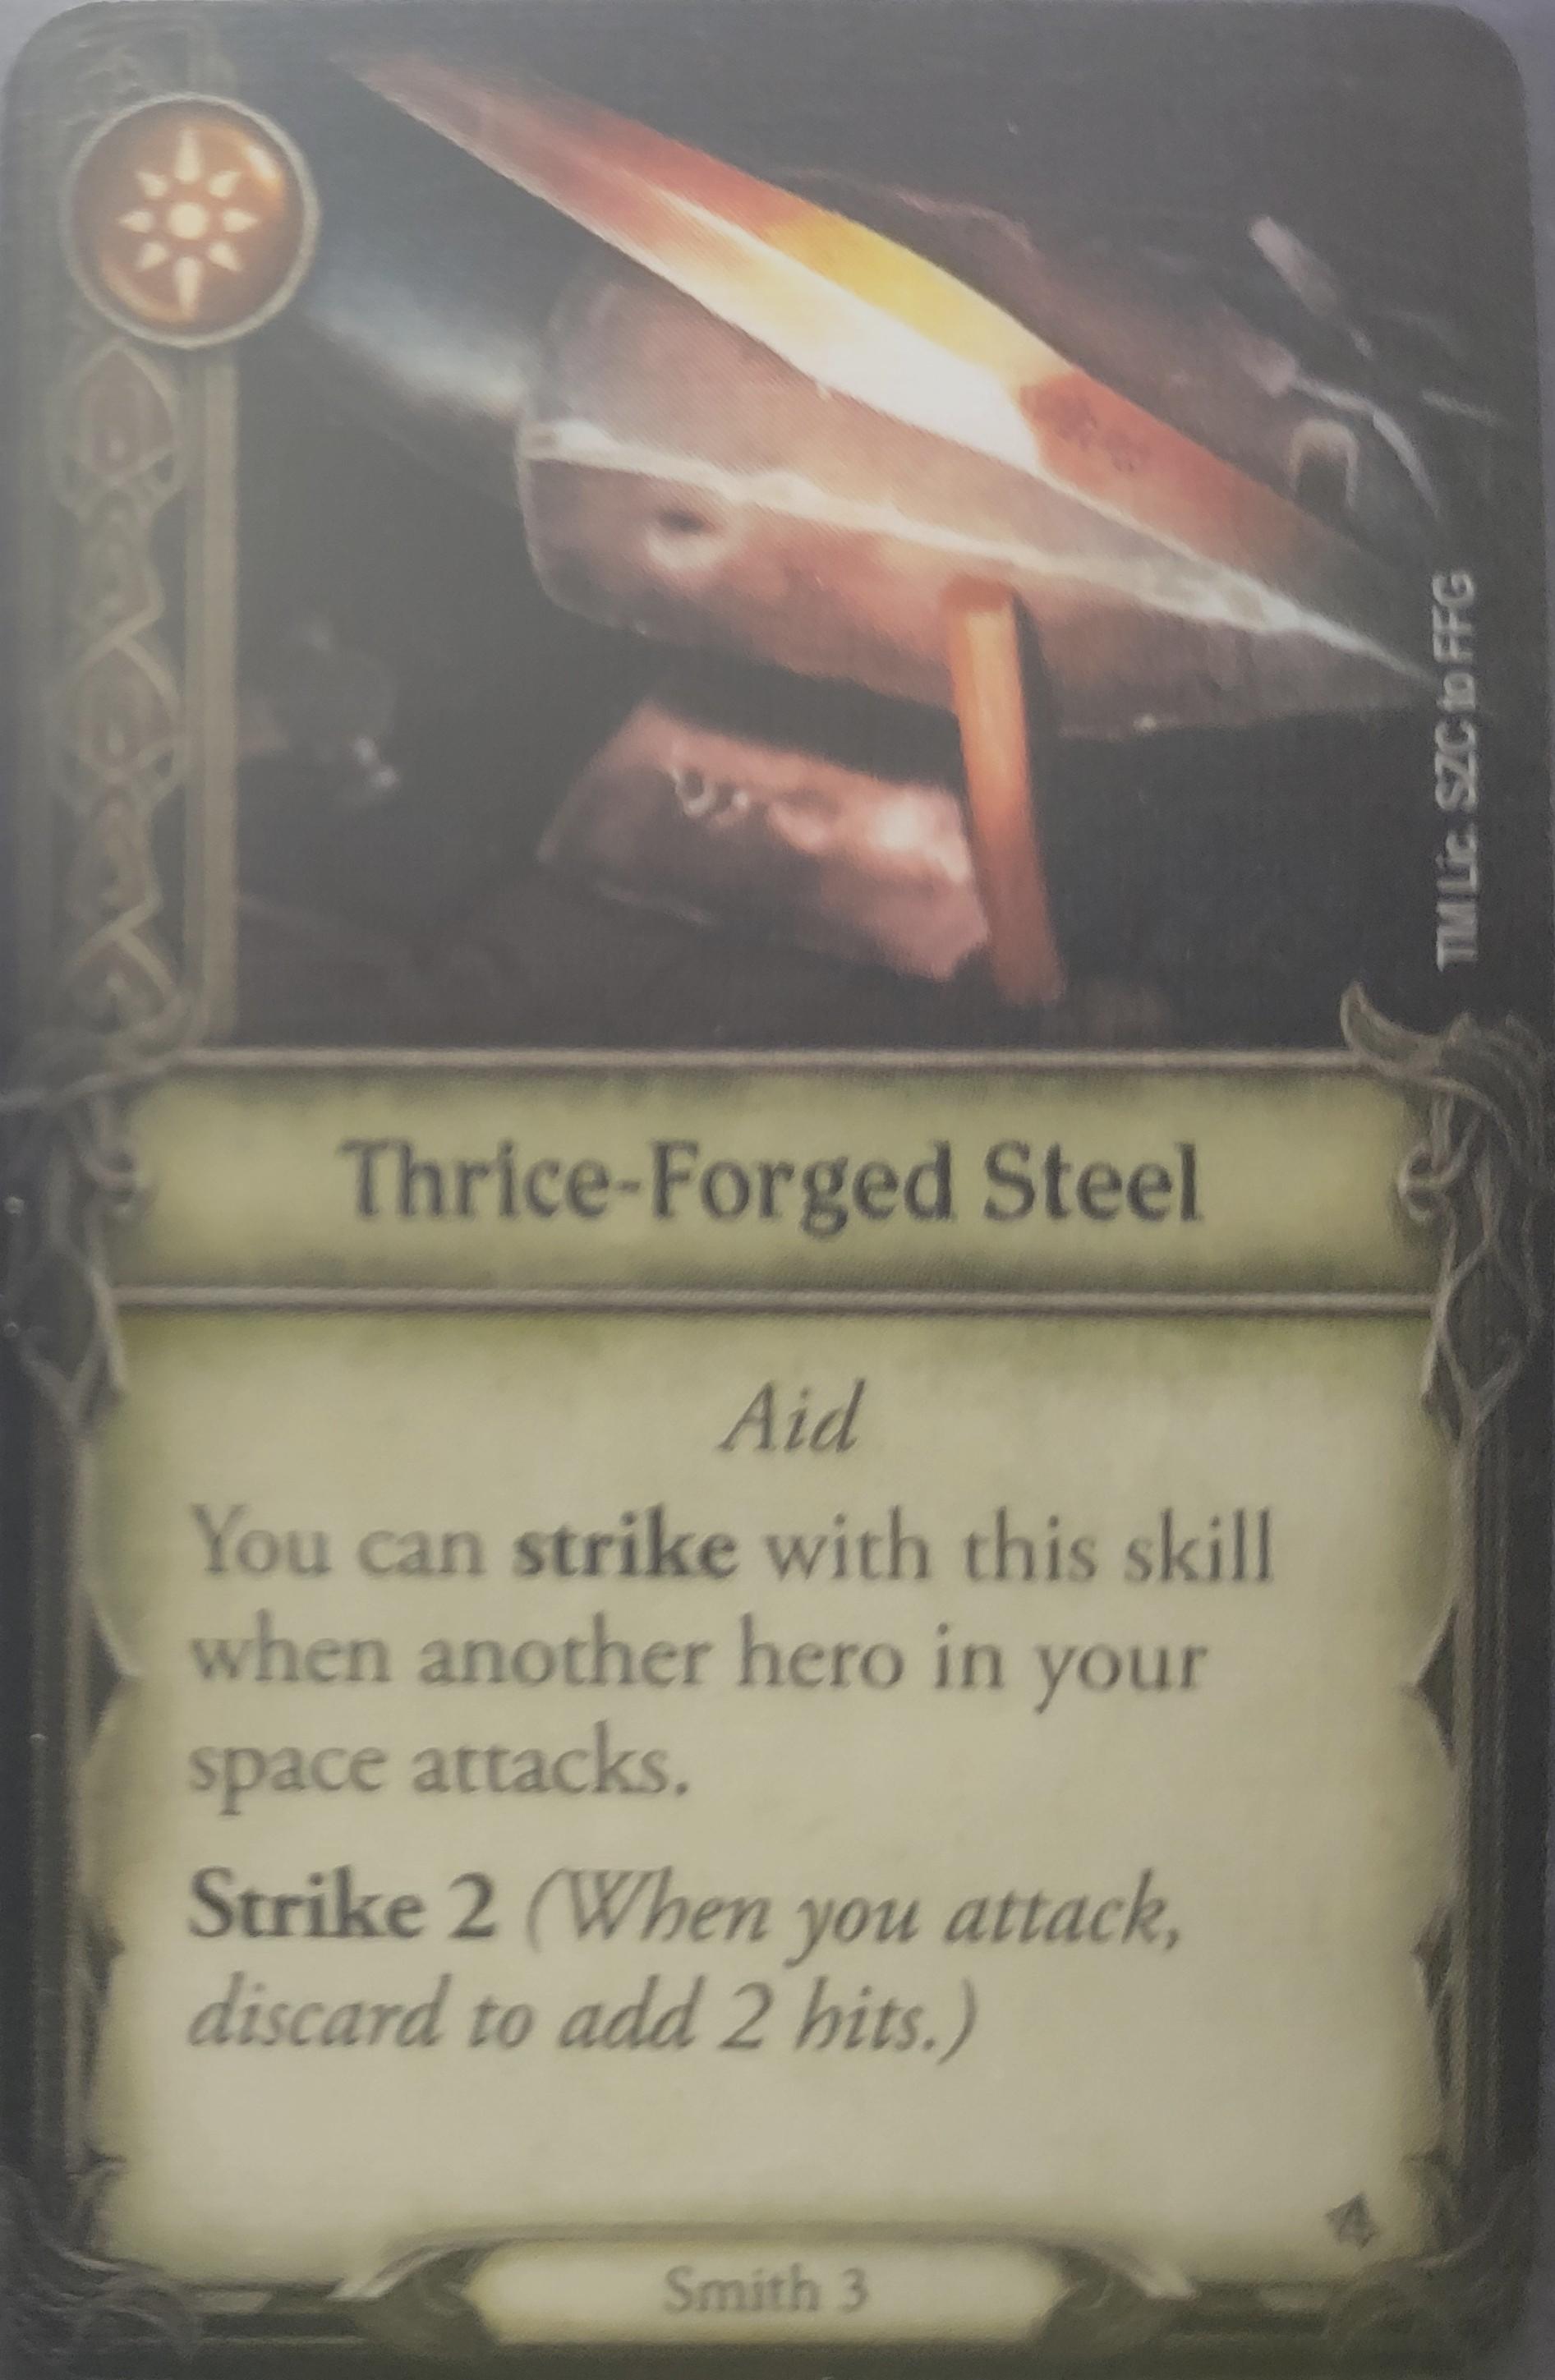 TM Lic. SZC to FFG
Thrice-Forged Steel
Aid
You can strike with this skill
when another hero in your
space attacks.
Strike 2 (When you attack,
discard to add 2 hits.)
Smith 3